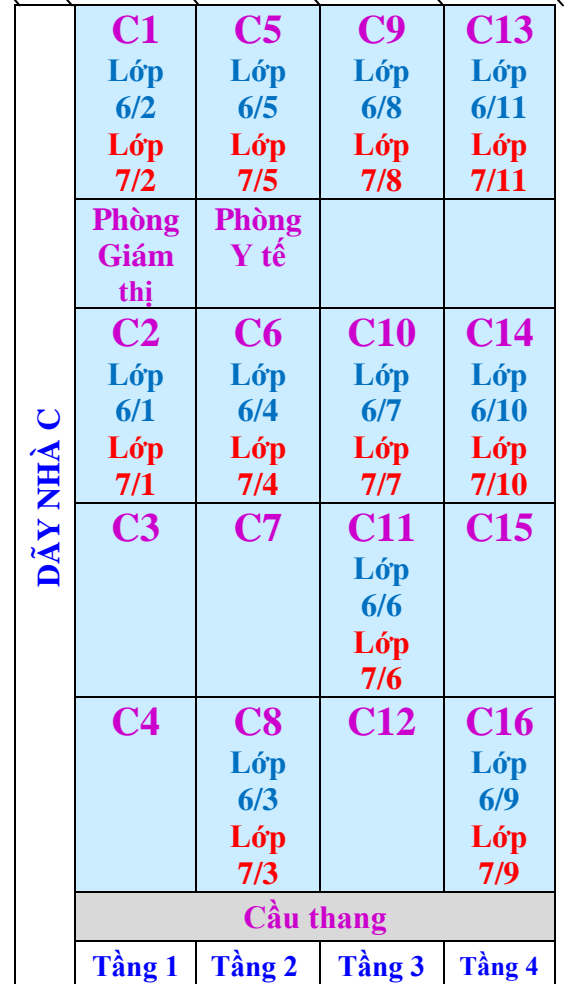 DÃY NHÀ C
C1 C5 C9 C13
Lớp Lớp Lớp Lớp
6/2 6/5 6/8 6/11
Lớp Lớp Lớp Lớp
7/2 7/5 7/8 7/11
Phòng Phòng
Giám Y tế
thị
C2 C6 C10 C14
Lớp Lớp Lớp Lớp
6/1 6/4 6/7 6/10
Lớp Lớp Lớp Lớp
7/1 7/4 7/7 7/10
C3 C7 C11 C15
Lớp
6/6
Lớp
7/6
C4 C8 C12 C16
Lớp Lớp
6/3 6/9
Lớp Lớp
7/3 7/9
Cầu thang
Tầng 1 Tầng 2 Tầng 3 Tầng 4